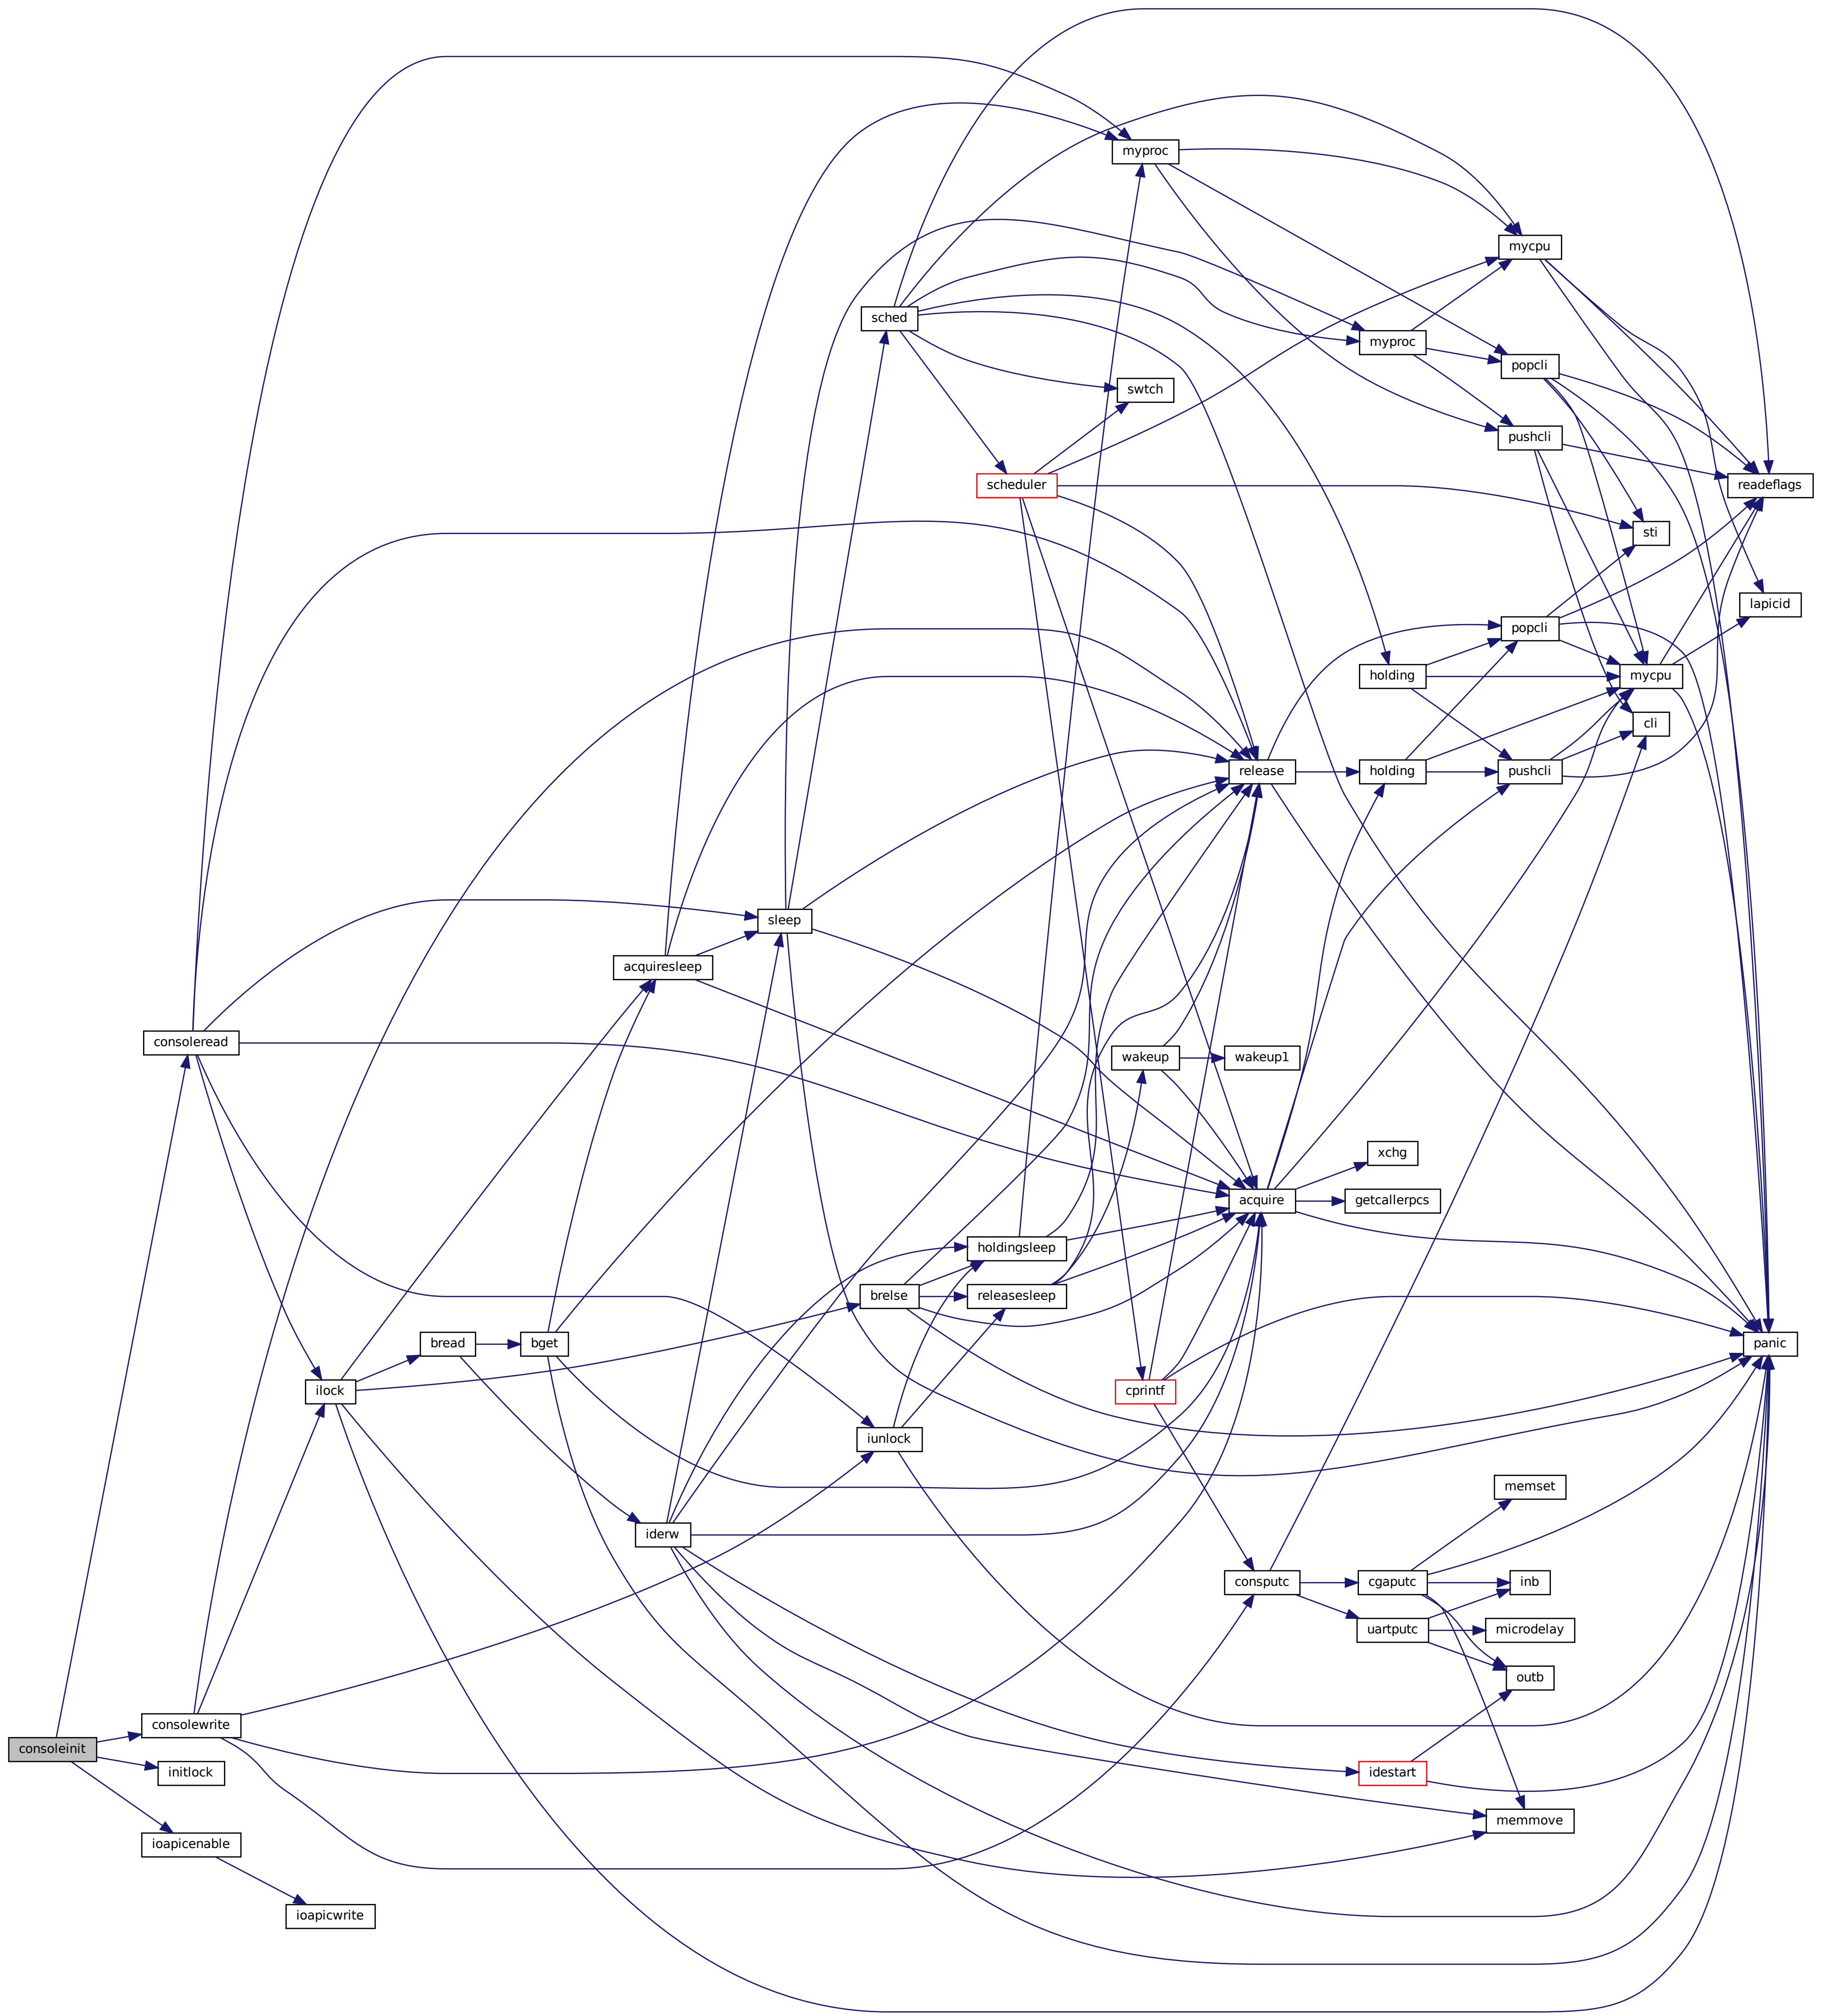 myproc
mycpu
sched
myproc
popcli
swtch
pushcli
scheduler
readeflags
sti
lapicid
popcli
holding
mycpu
cli
release
holding
pushcli
sleep
acquiresleep
consoleread
wakeup
wakeup1
xchg
acquire
getcallerpcs
holdingsleep
brelse
releasesleep
bread
bget
panic
ilock
cprintf
iunlock
memset
iderw
consputc
cgaputc
inb
uartputc
microdelay
outb
consolewrite
consoleinit
initlock
idestart
memmove
ioapicenable
ioapicwrite